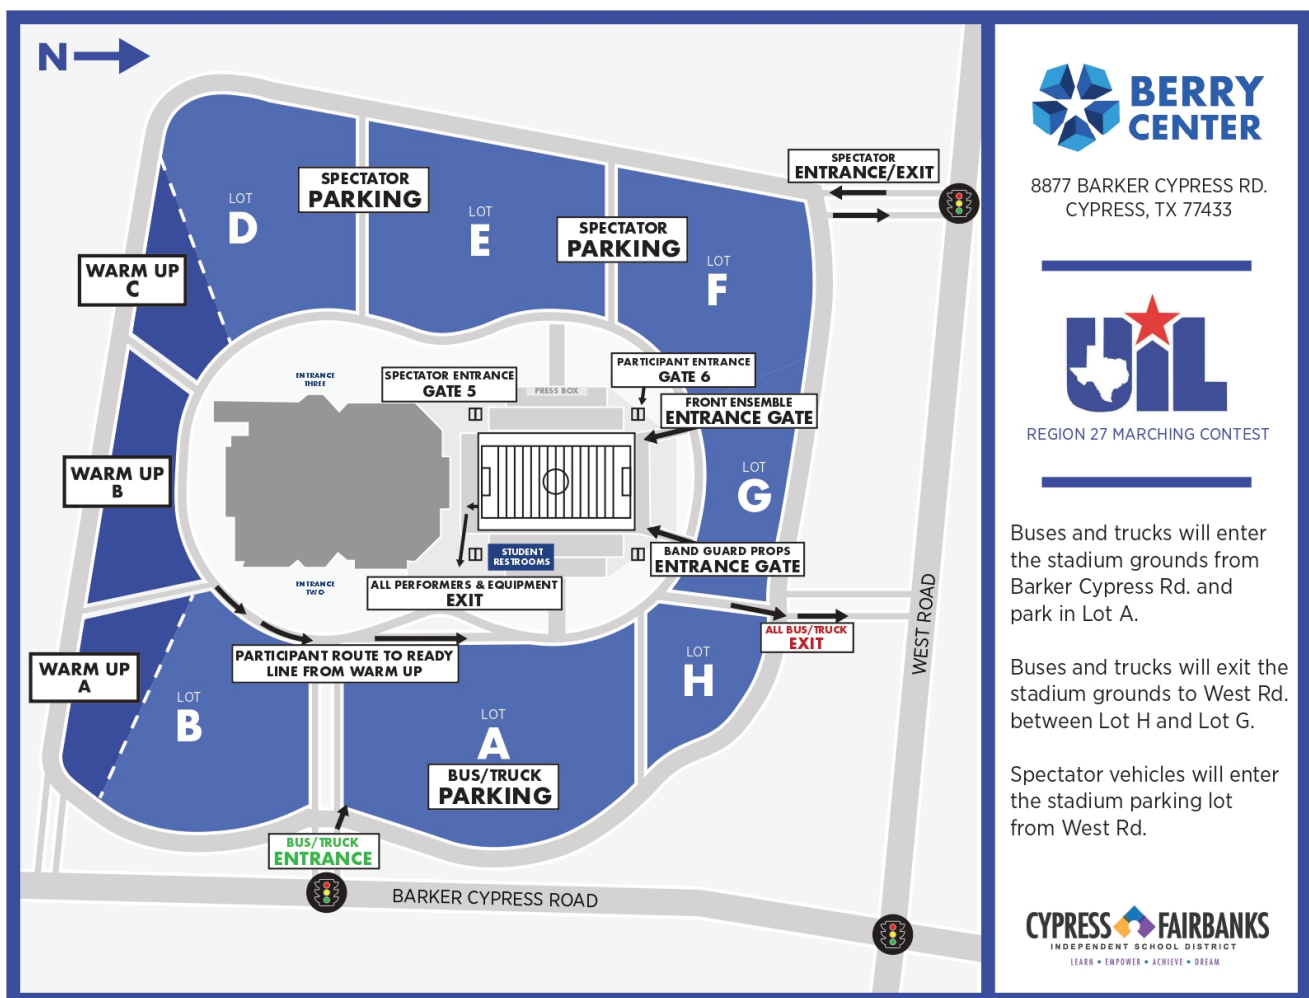 N
LOT
D
SPECTATOR
PARKING
LOT
E
SPECTATOR
PARKING
LOT
F
SPECTATOR
ENTRANCE/EXIT
WARM UP
C
ENTRANCE
THREE
SPECTATOR ENTRANCE
GATE 5
PRESS BOX
PARTICIPANT ENTRANCE
GATE 6
FRONT ENSEMBLE
ENTRANCE GATE
WARM UP
B
LOT
G
STUDENT
RESTROOMS
BAND GUARD PROPS
ENTRANCE GATE
ENTRANCE
TWO
ALL PERFORMERS & EQUIPMENT
EXIT
WEST ROAD
ALL BUS/TRUCK
EXIT
PARTICIPANT ROUTE TO READY
LINE FROM WARM UP
WARM UP
A
LOT
B
LOT
A
BUS/TRUCK
PARKING
LOT
H
BUS/TRUCK
ENTRANCE
BARKER CYPRESS ROAD
BERRY
CENTER
8877 BARKER CYPRESS RD.
CYPRESS, TX 77433
UIL
REGION 27 MARCHING CONTEST
Buses and trucks will enter
the stadium grounds from
Barker Cypress Rd. and
park in Lot A.
Buses and trucks will exit the
stadium grounds to West Rd.
between Lot H and Lot G.
Spectator vehicles will enter
the stadium parking lot
from West Rd.
CYPRESS FAIRBANKS
INDEPENDENT SCHOOL DISTRICT
LEARN • EMPOWER • ACHIEVE • DREAM